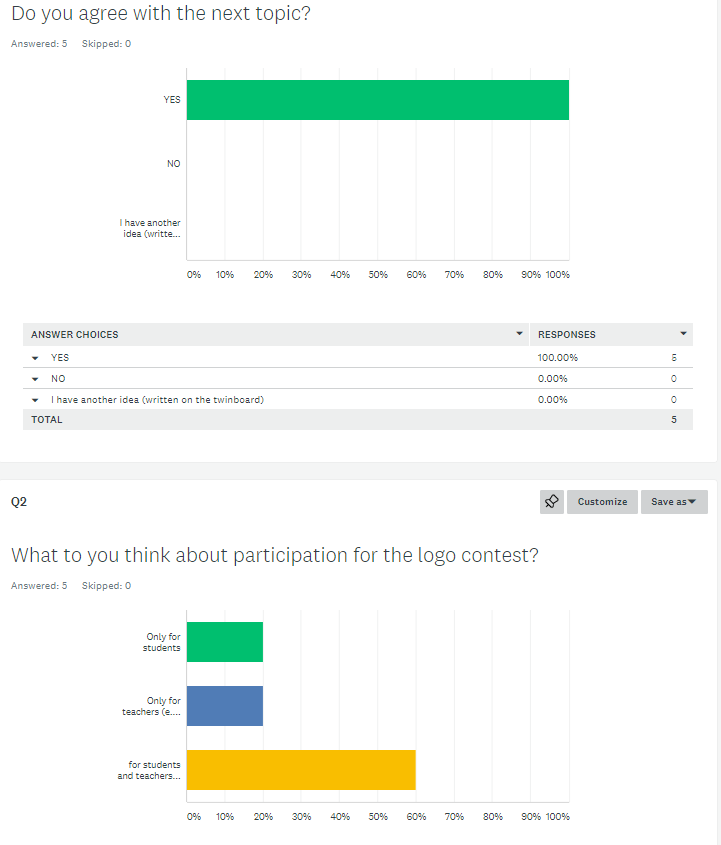 Do you agree with the next topic?
Answered: 5 Skipped: 0
YES
NO
I have another
idea (writte...
0% 10% 20% 30% 40% 50% 60% 70% 80% 90% 100%
ANSWER CHOICES RESPONSES
YES 100.00% 5
NO 0.00% 0
I have another idea (written on the twinboard) 0.00% 0
TOTAL 5
Q2 Customize Save as
What to you think about participation for the logo contest?
Answered: 5 Skipped: 0
Only for
students
Only for
teachers (e....
for students
and teachers...
0% 10% 20% 30% 40% 50% 60% 70% 80% 90% 100%